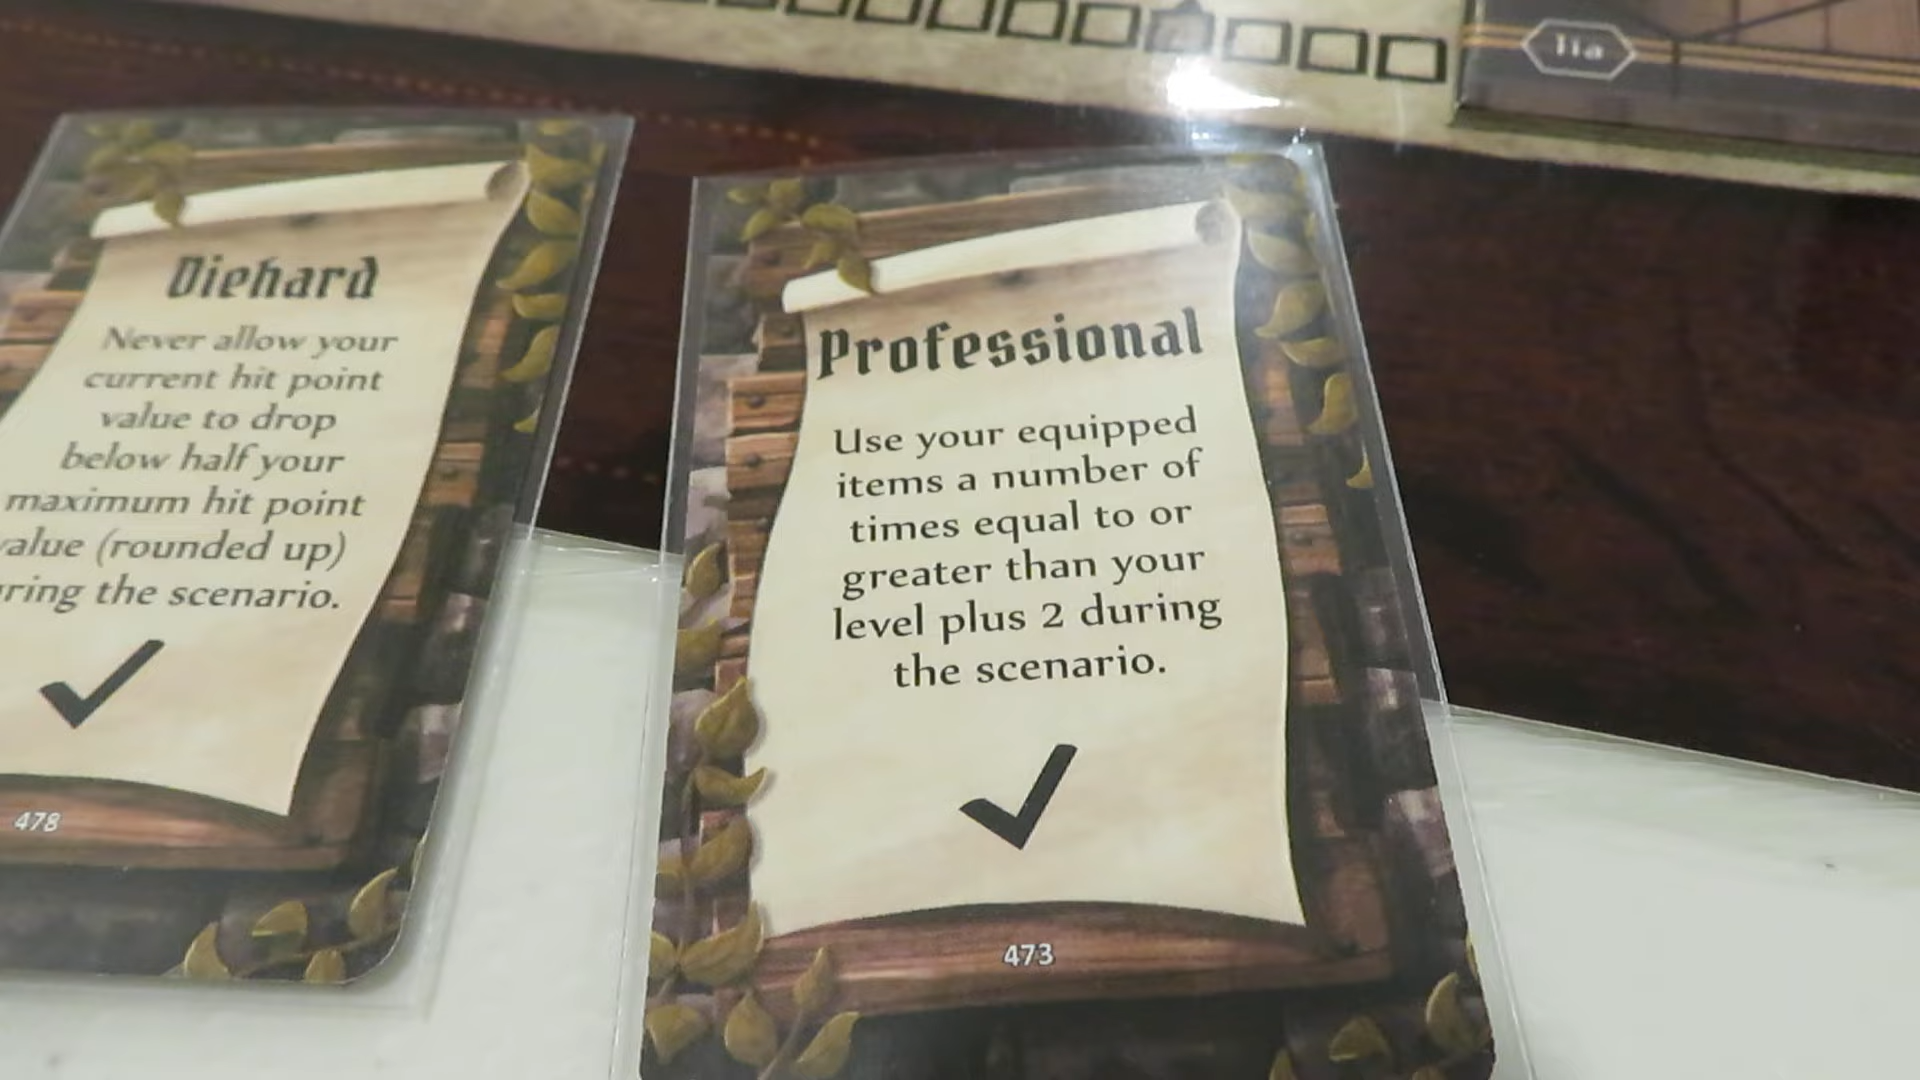 11a
Diehard
Never allow your
current hit point
value to drop
below half your
maximum hit point
value (rounded up)
the scenario.
478
Professional
Use your equipped
items a number of
times equal to or
greater than your
level plus 2 during
the scenario.
473